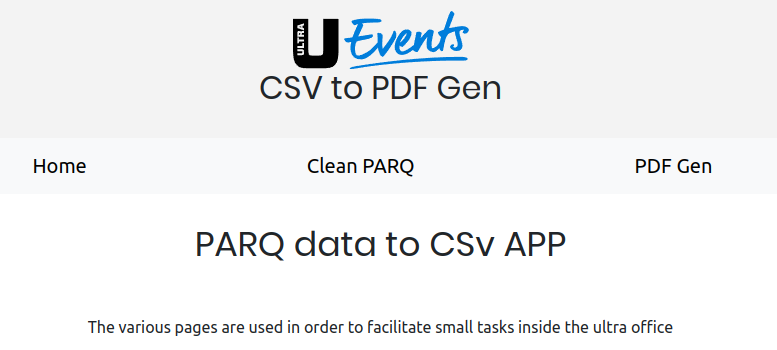 ULTRA U Events
CSV to PDF Gen
Home Clean PARQ PDF Gen
PARQ data to CSv APP
The various pages are used in order to facilitate small tasks inside the ultra office